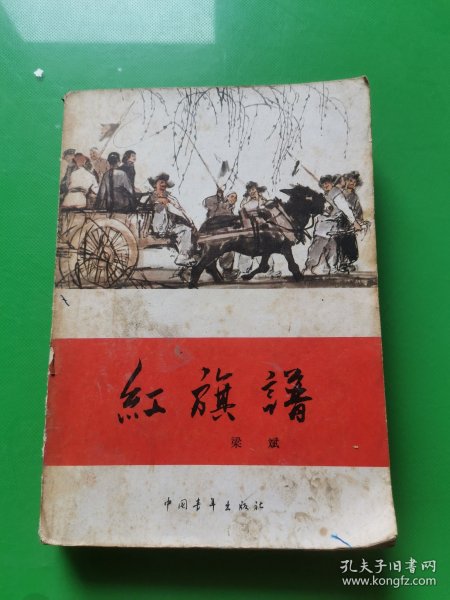 紅旗譜
梁 斌
中国青年出版社
孔夫子旧书网
www.kongfz.com